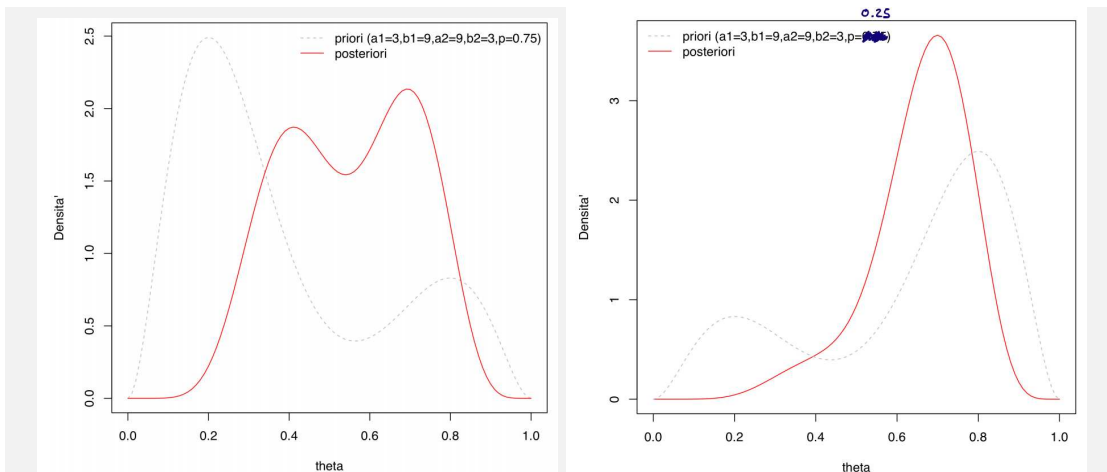 priori (a1=3,b1=9,a2=9,b2=3,p=0.75)
posteriori
Densita'
2.5
2.0
1.5
1.0
0.5
0.0
0.0 0.2 0.4 0.6 0.8 1.0
theta
0.25
priori (a1=3,b1=9,a2=9,b2=3,p=
posteriori
Densita'
3
2
1
0
0.0 0.2 0.4 0.6 0.8 1.0
theta